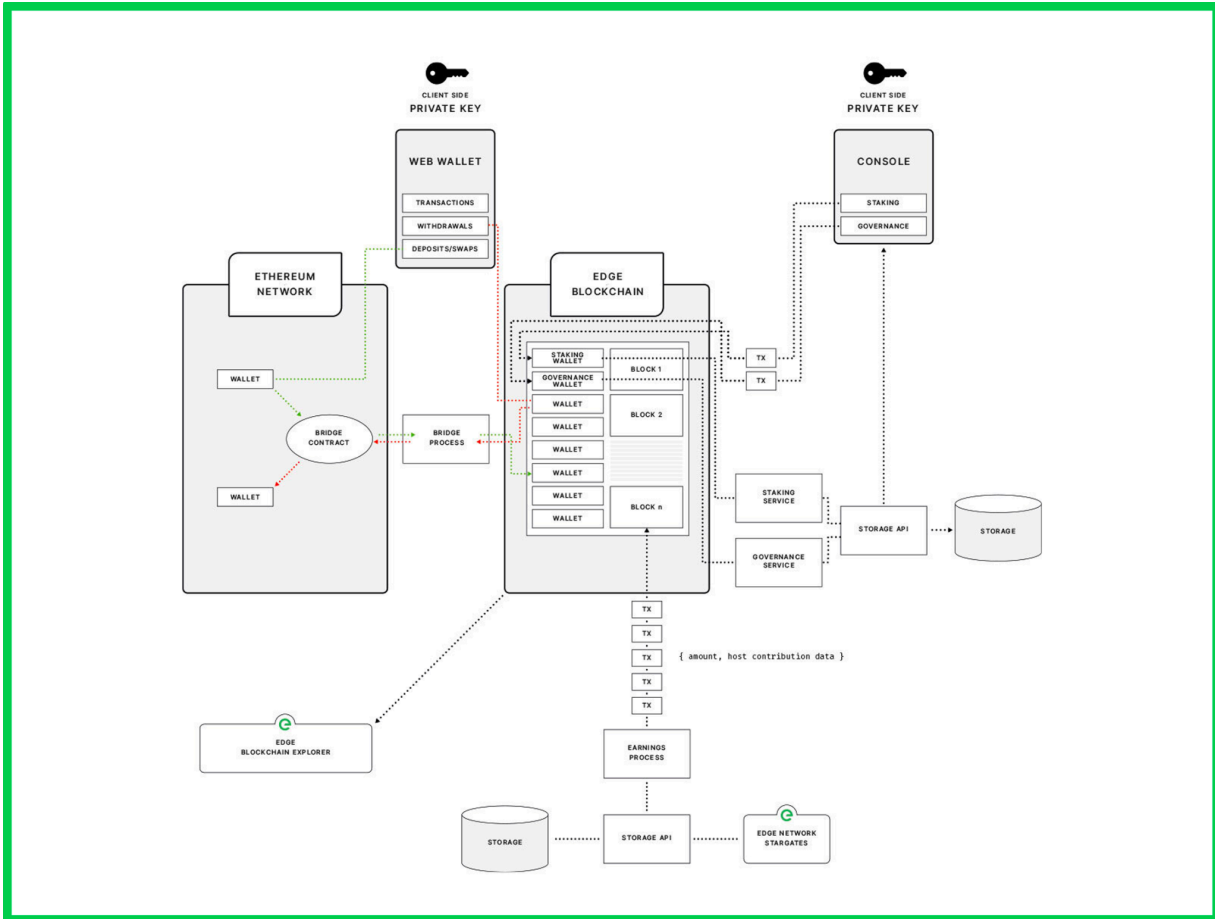 CLIENT SIDE
PRIVATE KEY
CLIENT SIDE
PRIVATE KEY
WEB WALLET
TRANSACTIONS
WITHDRAWALS
DEPOSITS/SWAPS
CONSOLE
STAKING
GOVERNANCE
ETHEREUM
NETWORK
WALLET
BRIDGE
CONTRACT
WALLET
BRIDGE
PROCESS
EDGE
BLOCKCHAIN
STAKING
WALLET
GOVERNANCE
WALLET
WALLET
WALLET
WALLET
WALLET
WALLET
WALLET
BLOCK 1
BLOCK 2
BLOCK n
TX
TX
STAKING
SERVICE
GOVERNANCE
SERVICE
STORAGE API
STORAGE
TX
TX
TX
TX
TX
{ amount, host contribution data }
e
EDGE
BLOCKCHAIN EXPLORER
EARNINGS
PROCESS
STORAGE
STORAGE API
e
EDGE NETWORK
STARGATES